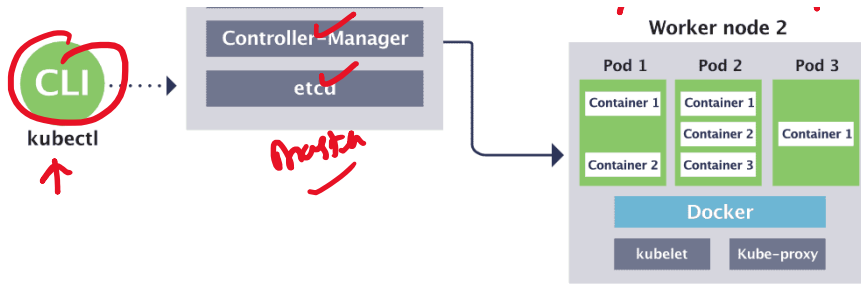 CLI
kubectl
Controller-Manager
etcd
Master
Worker node 2
Pod 1 Pod 2 Pod 3
Container 1 Container 1
Container 2 Container 1
Container 2 Container 3
Docker
kubelet Kube-proxy